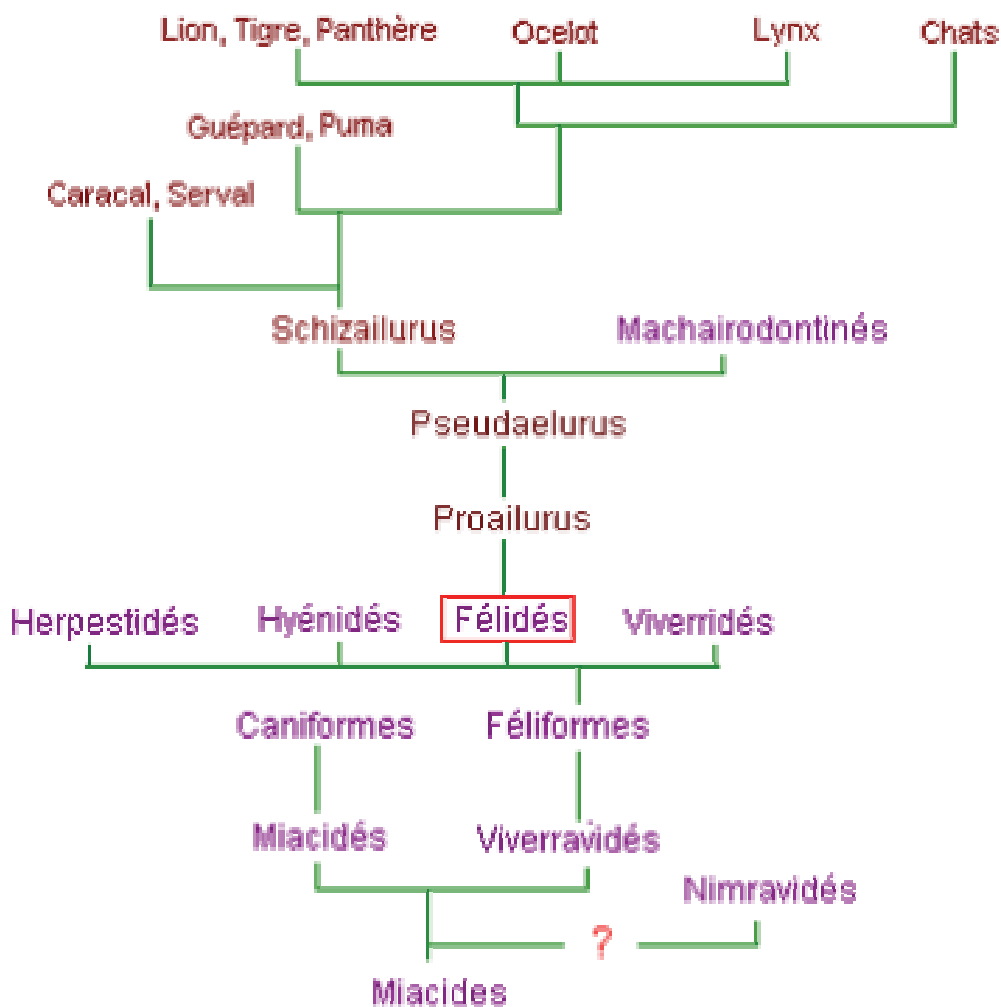 Lion, Tigre, Panthère
Ocelot
Lynx
Chats
Guépard, Puma
Caracal, Serval
Schizailurus
Machairodontinés
Pseudaelurus
Proailurus
Herpestidés
Hyénidés
Félidés
Viverridés
Caniformes
Féliformes
Miacidés
Viverravidés
Nimravidés
?
Miacides